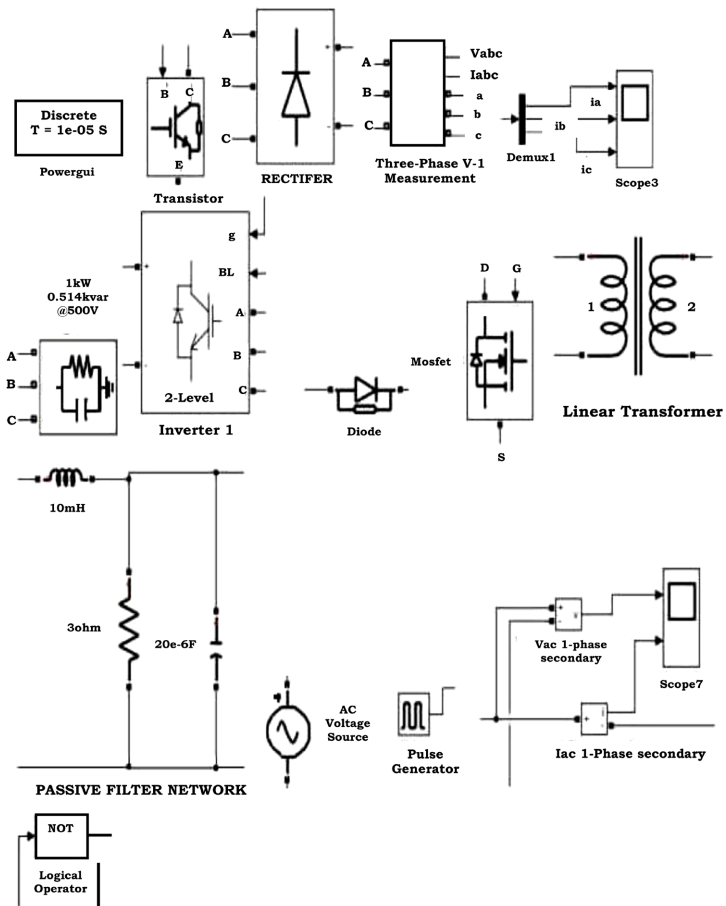 Discrete
T = 1e-05 S
Powergui
B C
E
Transistor
A
B
C
+
-
RECTIFER
A
B
C
Vabc
Iabc
a
b
c
Three-Phase V-1
Measurement
Demux1
ia
ib
ic
Scope3
1kW
0.514kvar
@500V
A
B
C
+
g
BL
A
B
C
2-Level
Inverter 1
Diode
D G
Mosfet
S
1 2
Linear Transformer
10mH
3ohm
20e-6F
PASSIVE FILTER NETWORK
AC
Voltage
Source
Pulse
Generator
+
-
v
Vac 1-phase
secondary
Scope7
+
i
-
Iac 1-Phase secondary
NOT
Logical
Operator